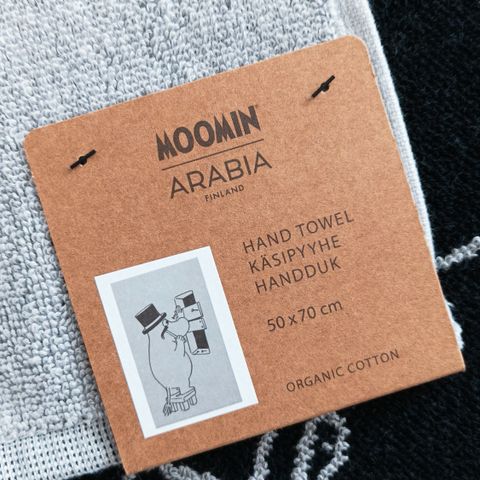 MOOMIN
ARABIA
FINLAND
HAND TOWEL
KÄSIPYYHE
HANDDUK
50 x 70 cm
ORGANIC COTTON